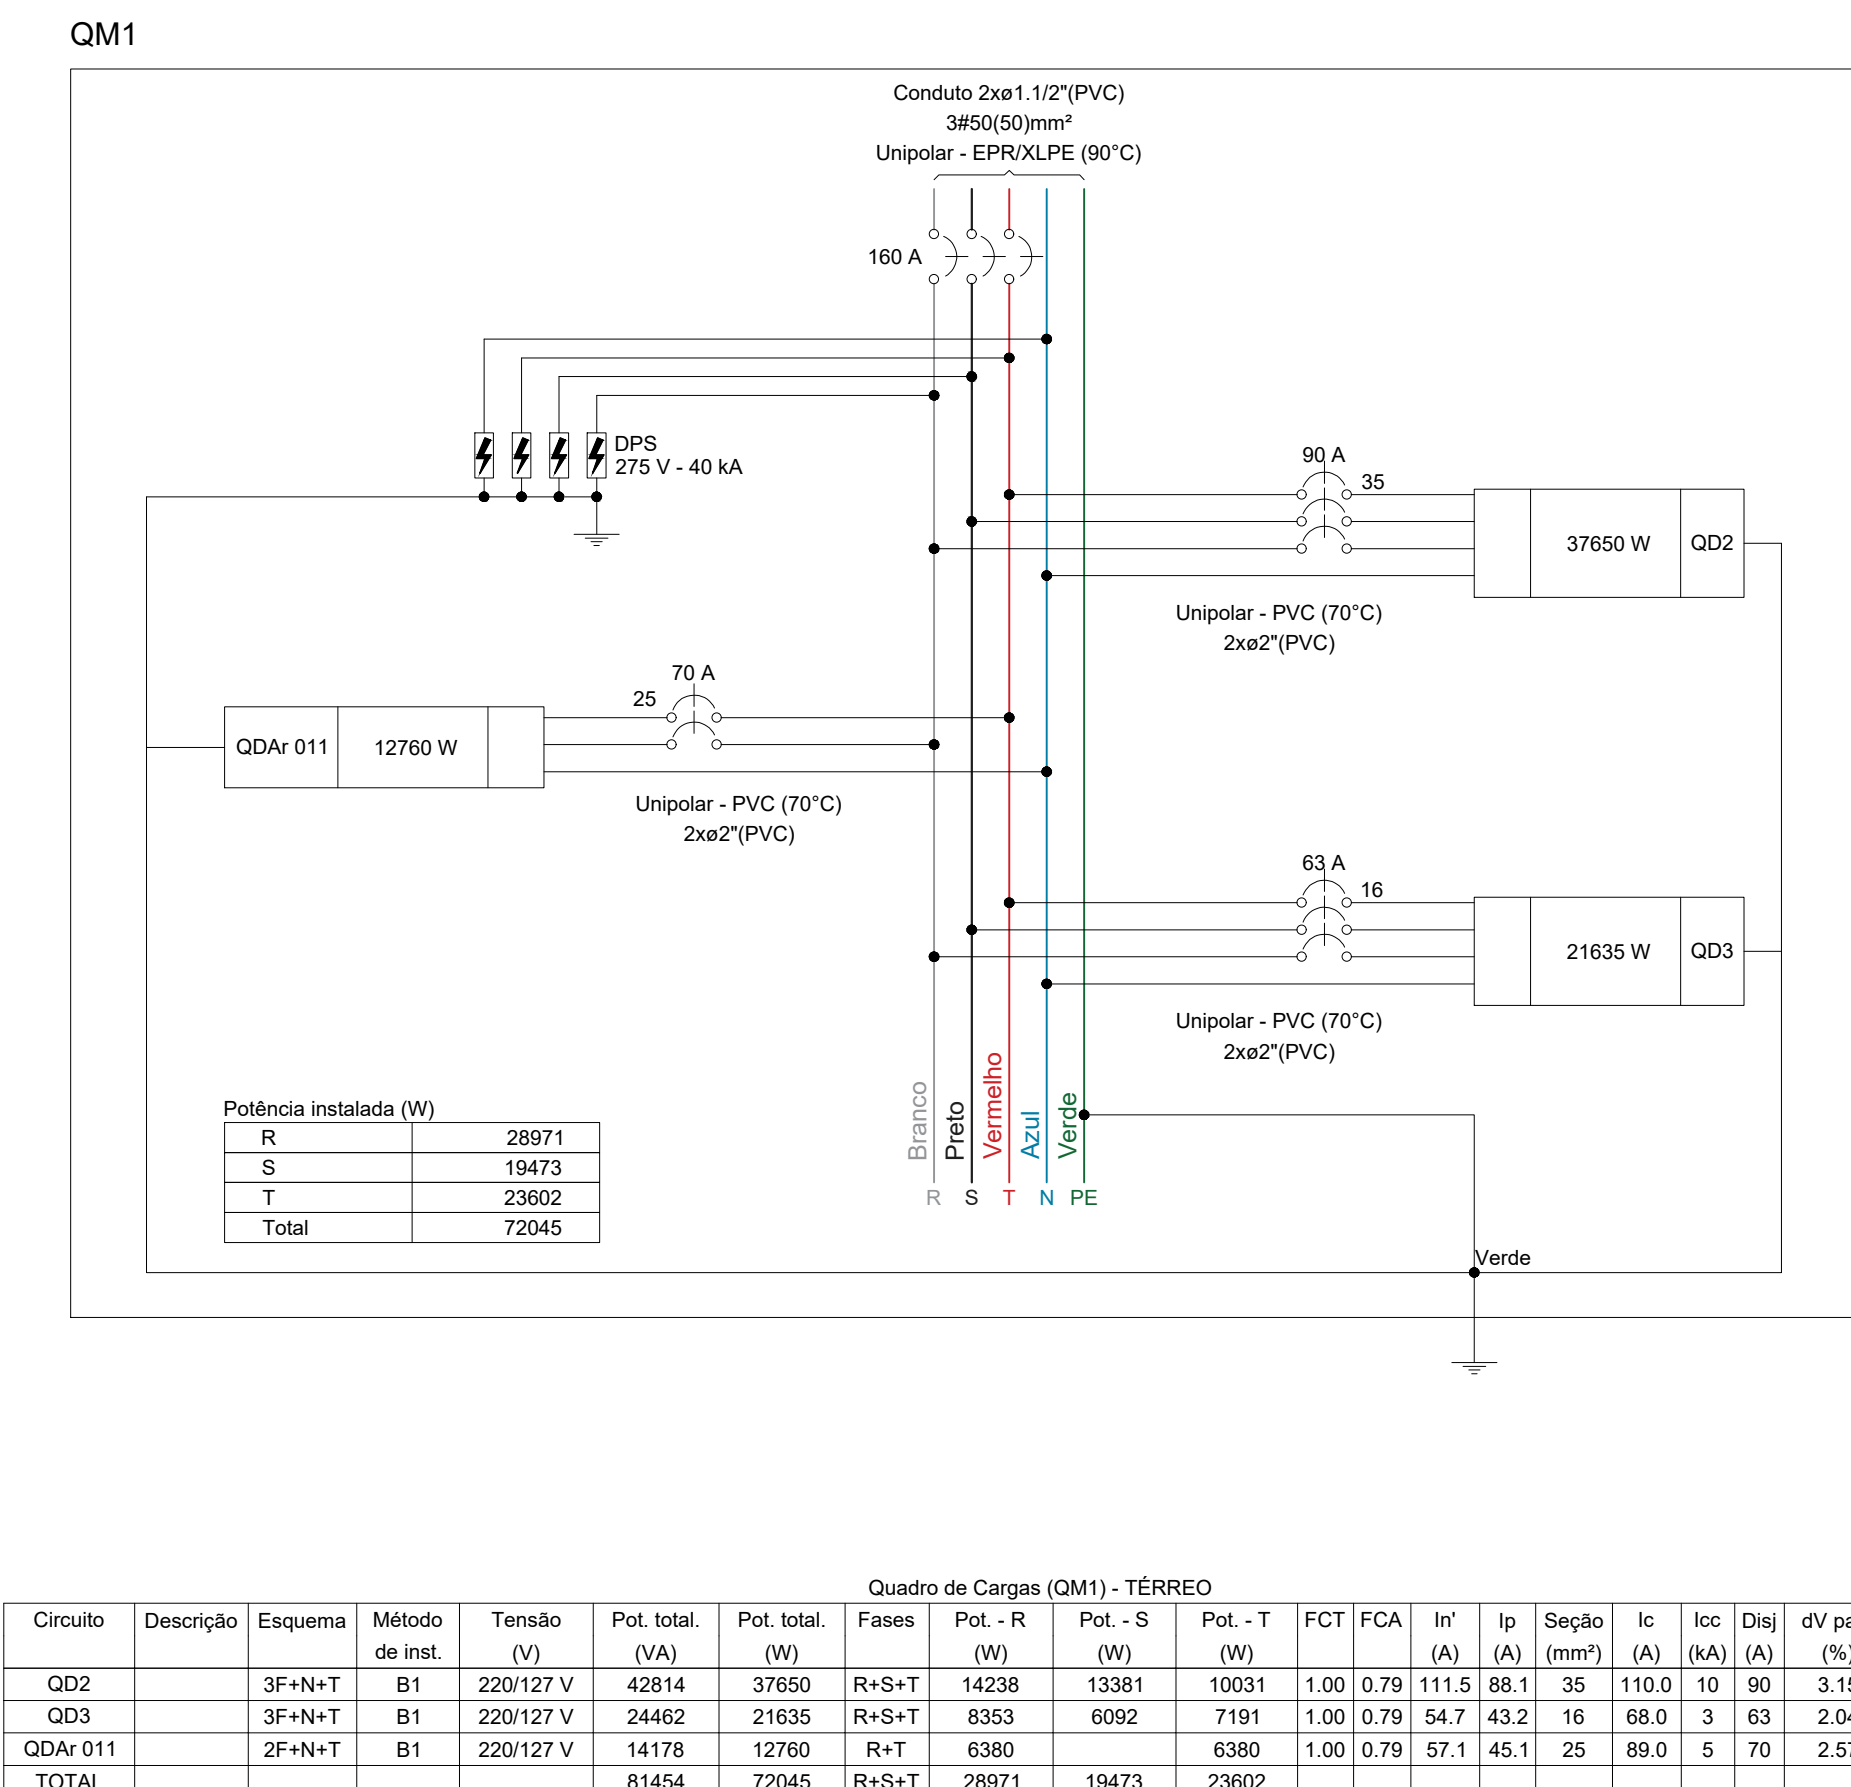 QM1
Conduto 2xø1.1/2"(PVC)
3#50(50)mm²
Unipolar - EPR/XLPE (90°C)
160 A
DPS
275 V - 40 kA
90 A
35
37650 W QD2
Unipolar - PVC (70°C)
2xø2"(PVC)
70 A
25
QDAr 011 12760 W
Unipolar - PVC (70°C)
2xø2"(PVC)
63 A
16
21635 W QD3
Unipolar - PVC (70°C)
2xø2"(PVC)
Branco
Preto
Vermelho
Azul
Verde
R S T N PE
Potência instalada (W)
R 28971
S 19473
T 23602
Total 72045
Verde
Quadro de Cargas (QM1) - TÉRREO
Circuito Descrição Esquema Método Tensão Pot. total. Pot. total. Fases Pot. - R Pot. - S Pot. - T FCT FCA In' Ip Seção Ic Icc Disj dV
de inst. (V) (VA) (W) (W) (W) (W) (A) (A) (mm²) (A) (kA) (A) (%)
QD2 3F+N+T B1 220/127 V 42814 37650 R+S+T 14238 13381 10031 1.00 0.79 111.5 88.1 35 110.0 10 90
QD3 3F+N+T B1 220/127 V 24462 21635 R+S+T 8353 6092 7191 1.00 0.79 54.7 43.2 16 68.0 3 63
QDAr 011 2F+N+T B1 220/127 V 14178 12760 R+T 6380 6380 1.00 0.79 57.1 45.1 25 89.0 5 70
TOTAL 81454 72045 R+S+T 28971 19473 23602